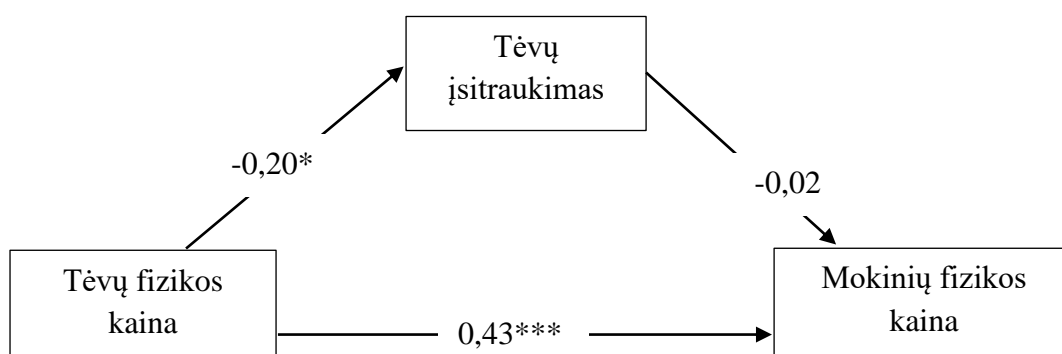 Tėvų
įsitraukimas
-0,20*
-0,02
Tėvų fizikos
kaina
0,43***
Mokinių fizikos
kaina